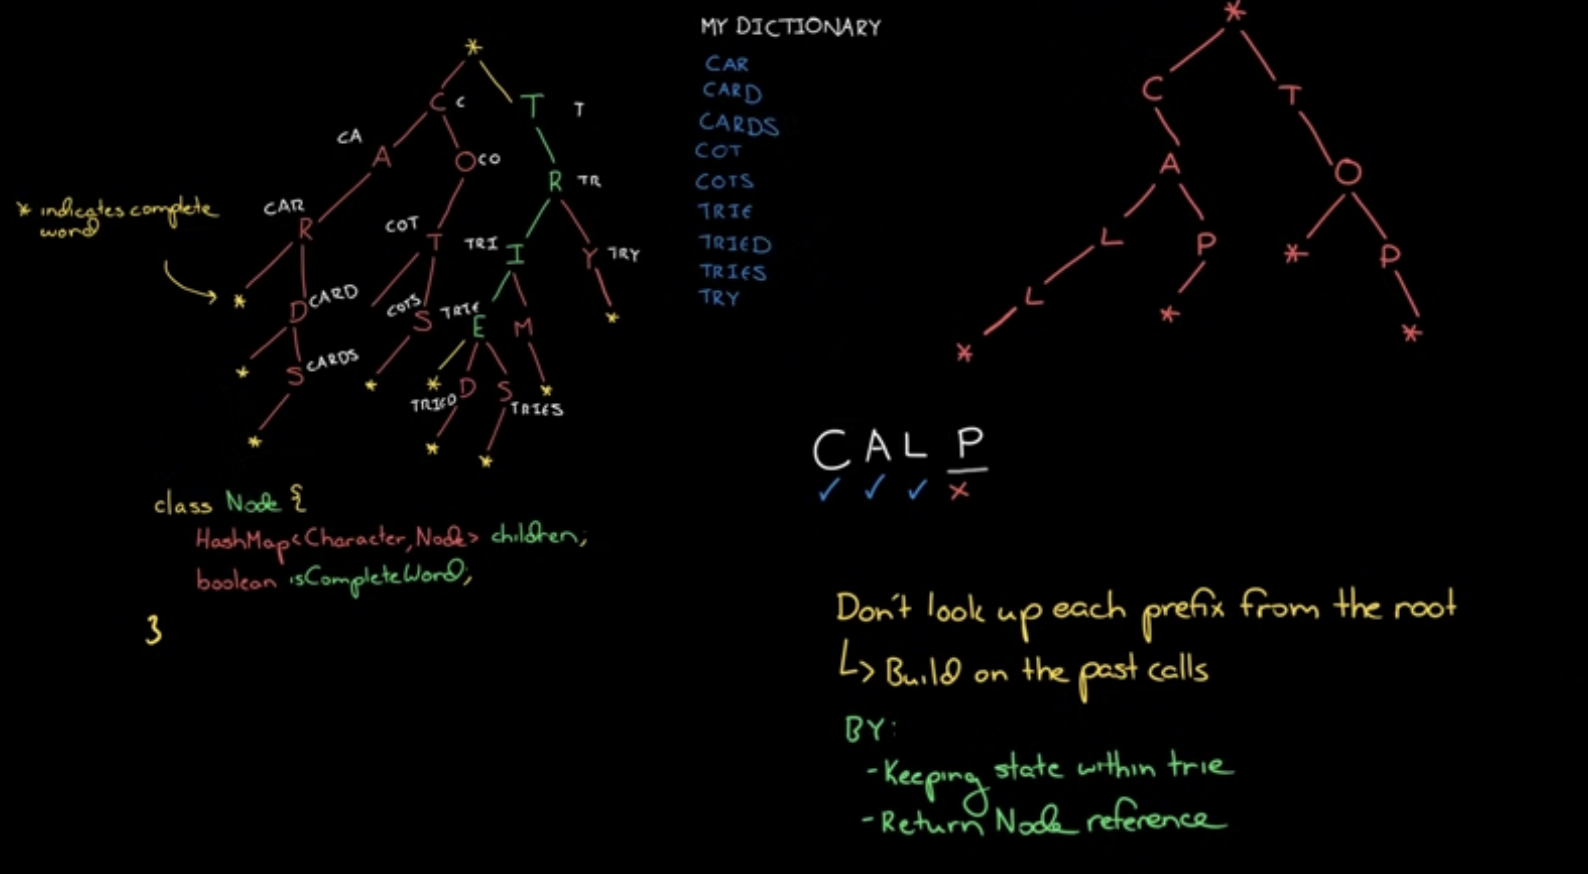 *
C C
T T
CA
A
O CO
R TR
* indicates complete
word
CAR
R
COT
T
TRI
I
Y TRY
*
D CARD
COTS
S
TRIE
E
M
*
*
S CARDS
*
*
D
S
*
TRIED
TRIES
*
*
*
class Node {
HashMap<Character, Node> children;
boolean isCompleteWord;
}
MY DICTIONARY
CAR
CARD
CARDS
COT
COTS
TRIE
TRIED
TRIES
TRY
*
C
T
A
O
L
P
*
P
L
*
*
*
C A L P
✓ ✓ ✓ ×
Don't look up each prefix from the root
↳ Build on the past calls
BY:
- Keeping state within trie
- Return Node reference